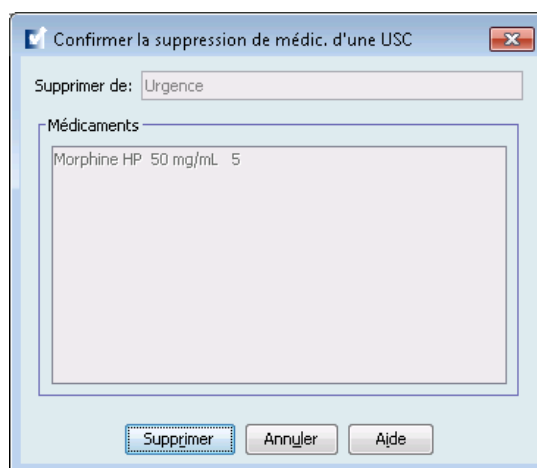 Confirmer la suppression de médic. d'une USC
Supprimer de: Urgence
Médicaments
Morphine HP 50 mg/mL 5
Supprimer Annuler Aide